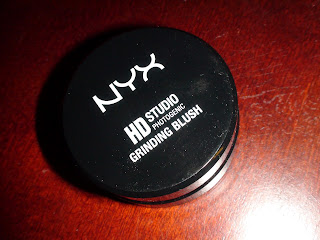 NYX
HD STUDIO
PHOTOGENIC
GRINDING BLUSH